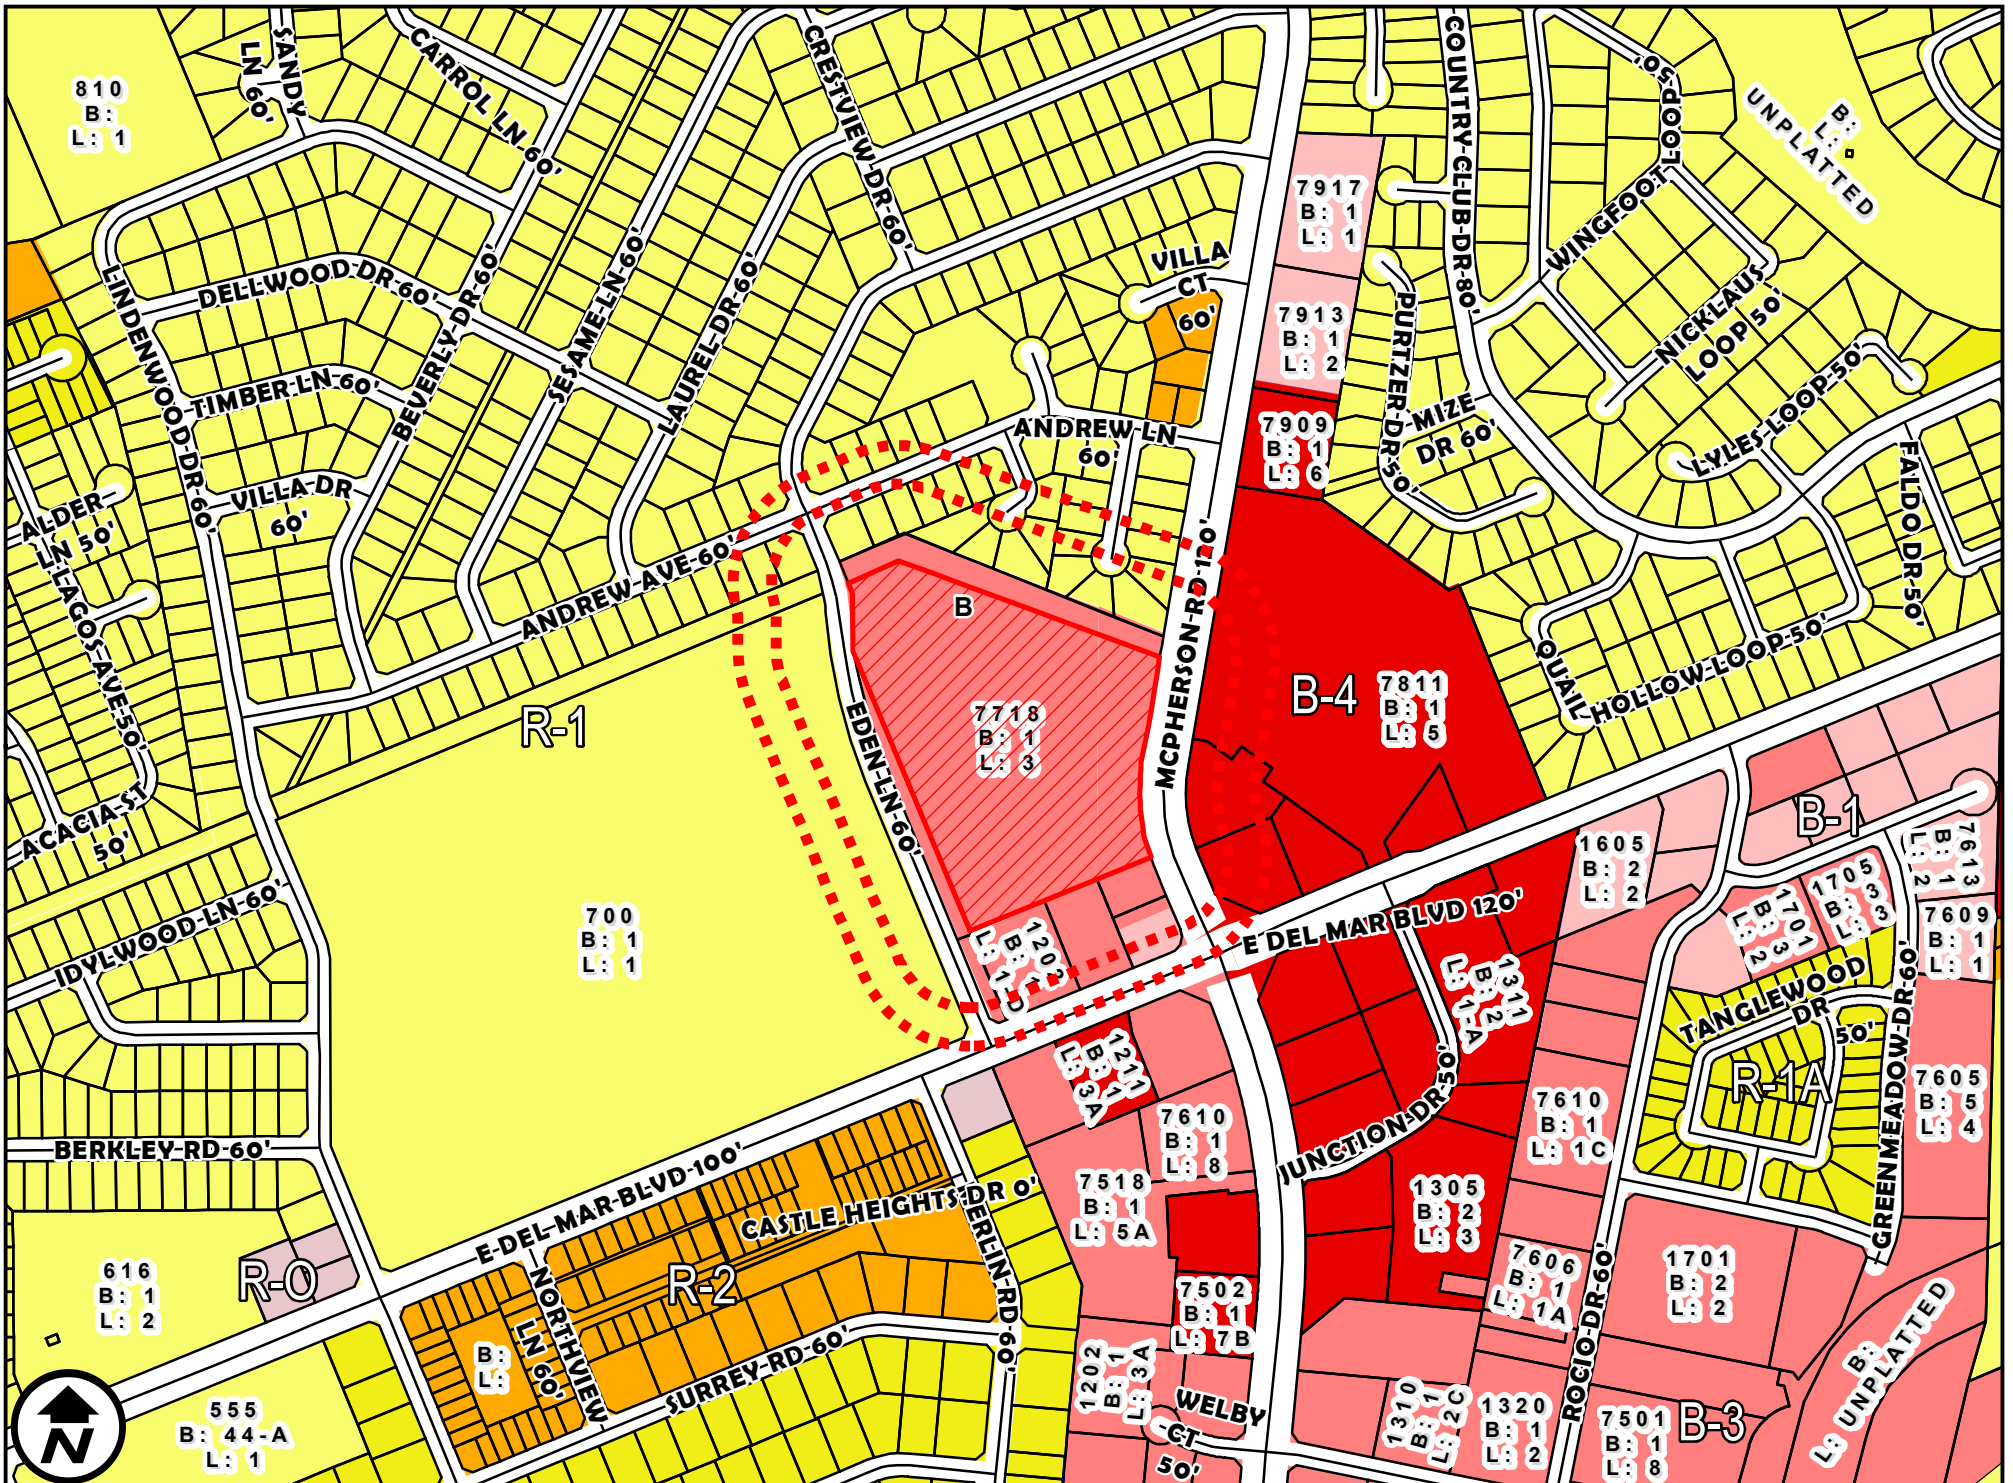 810
B:
L: 1
SANDY
LN 60'
CARROL LN 60'
CRESTVIEW DR 60'
COUNTRY CLUB DR 80'
LOOP 50'
WINGFOOT
B:
L:
UNPLATTED
7917
B: 1
L: 1
VILLA
CT
60'
7913
B: 1
L: 2
PURTZER DR 50'
NICKLAUS
LOOP 50'
LINDENWOOD DR 60'
DELLWOOD DR 60'
BEVERLY DR 60'
SESAME LN 60'
LAUREL DR 60'
TIMBER LN 60'
ANDREW LN
60'
7909
B: 1
L: 6
MIZE
DR 60'
LYLES LOOP 50'
FALDO DR 50'
VILLA DR
60'
ALDER
LN 50'
LAGOS AVE 50'
ANDREW AVE 60'
MCPHERSON RD 120'
B
QUAIL
HOLLOW LOOP 50'
R-1
EDEN LN 60'
7718
B: 1
L: 3
B-4
7811
B: 1
L: 5
ACACIA ST
50'
B-1
1605
B: 2
L: 2
7613
B: 1
L: 2
1705
B: 3
L: 3
1701
B: 3
L: 2
7609
B: 1
L: 1
IDYLWOOD LN 60'
700
B: 1
L: 1
1202
B: 1
L: 1-D
E DEL MAR BLVD 120'
1311
B: 2
L: 1-A
TANGLEWOOD
DR
50'
GREENMEADOW DR 60'
1211
B: 1
L: 3A
R-1A
7605
B: 5
L: 4
7610
B: 1
L: 8
JUNCTION DR 50'
7610
B: 1
L: 1C
BERKLEY RD 60'
E DEL MAR BLVD 100'
CASTLE HEIGHTS DR 0'
7518
B: 1
L: 5A
1305
B: 2
L: 3
616
B: 1
L: 2
R-O
R-2
NORTHVIEW
LN 60'
7502
B: 1
L: 7B
7606
B: 1
L: 1A
ROCIO DR 60'
1701
B: 2
L: 2
B:
L: UNPLATTED
B:
L:
SURREY RD 60'
1202
B: 1
L: 3A
WELBY
CT
50'
1310
B: 1
L: 2C
1320
B: 1
L: 2
7501
B: 1
L: 8
B-3
N
555
B: 44-A
L: 1